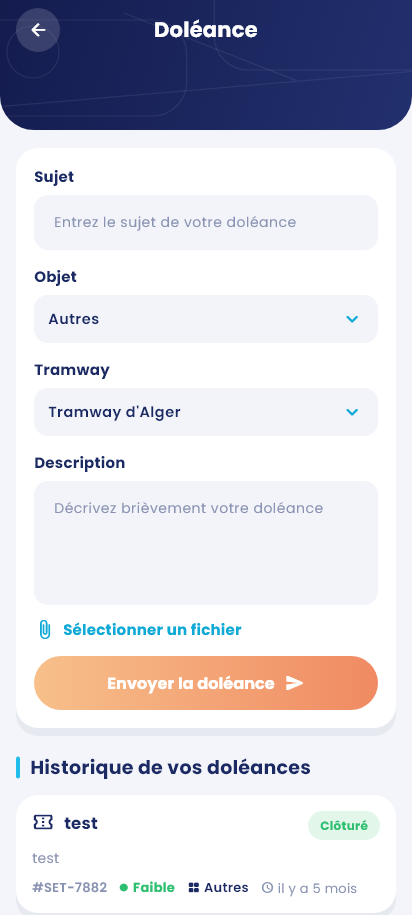 Doléance
Sujet
Entrez le sujet de votre doléance
Objet
Autres
Tramway
Tramway d'Alger
Description
Décrivez brièvement votre doléance
Sélectionner un fichier
Envoyer la doléance
Historique de vos doléances
test
Clôturé
test
#SET-7882 Faible Autres il y a 5 mois